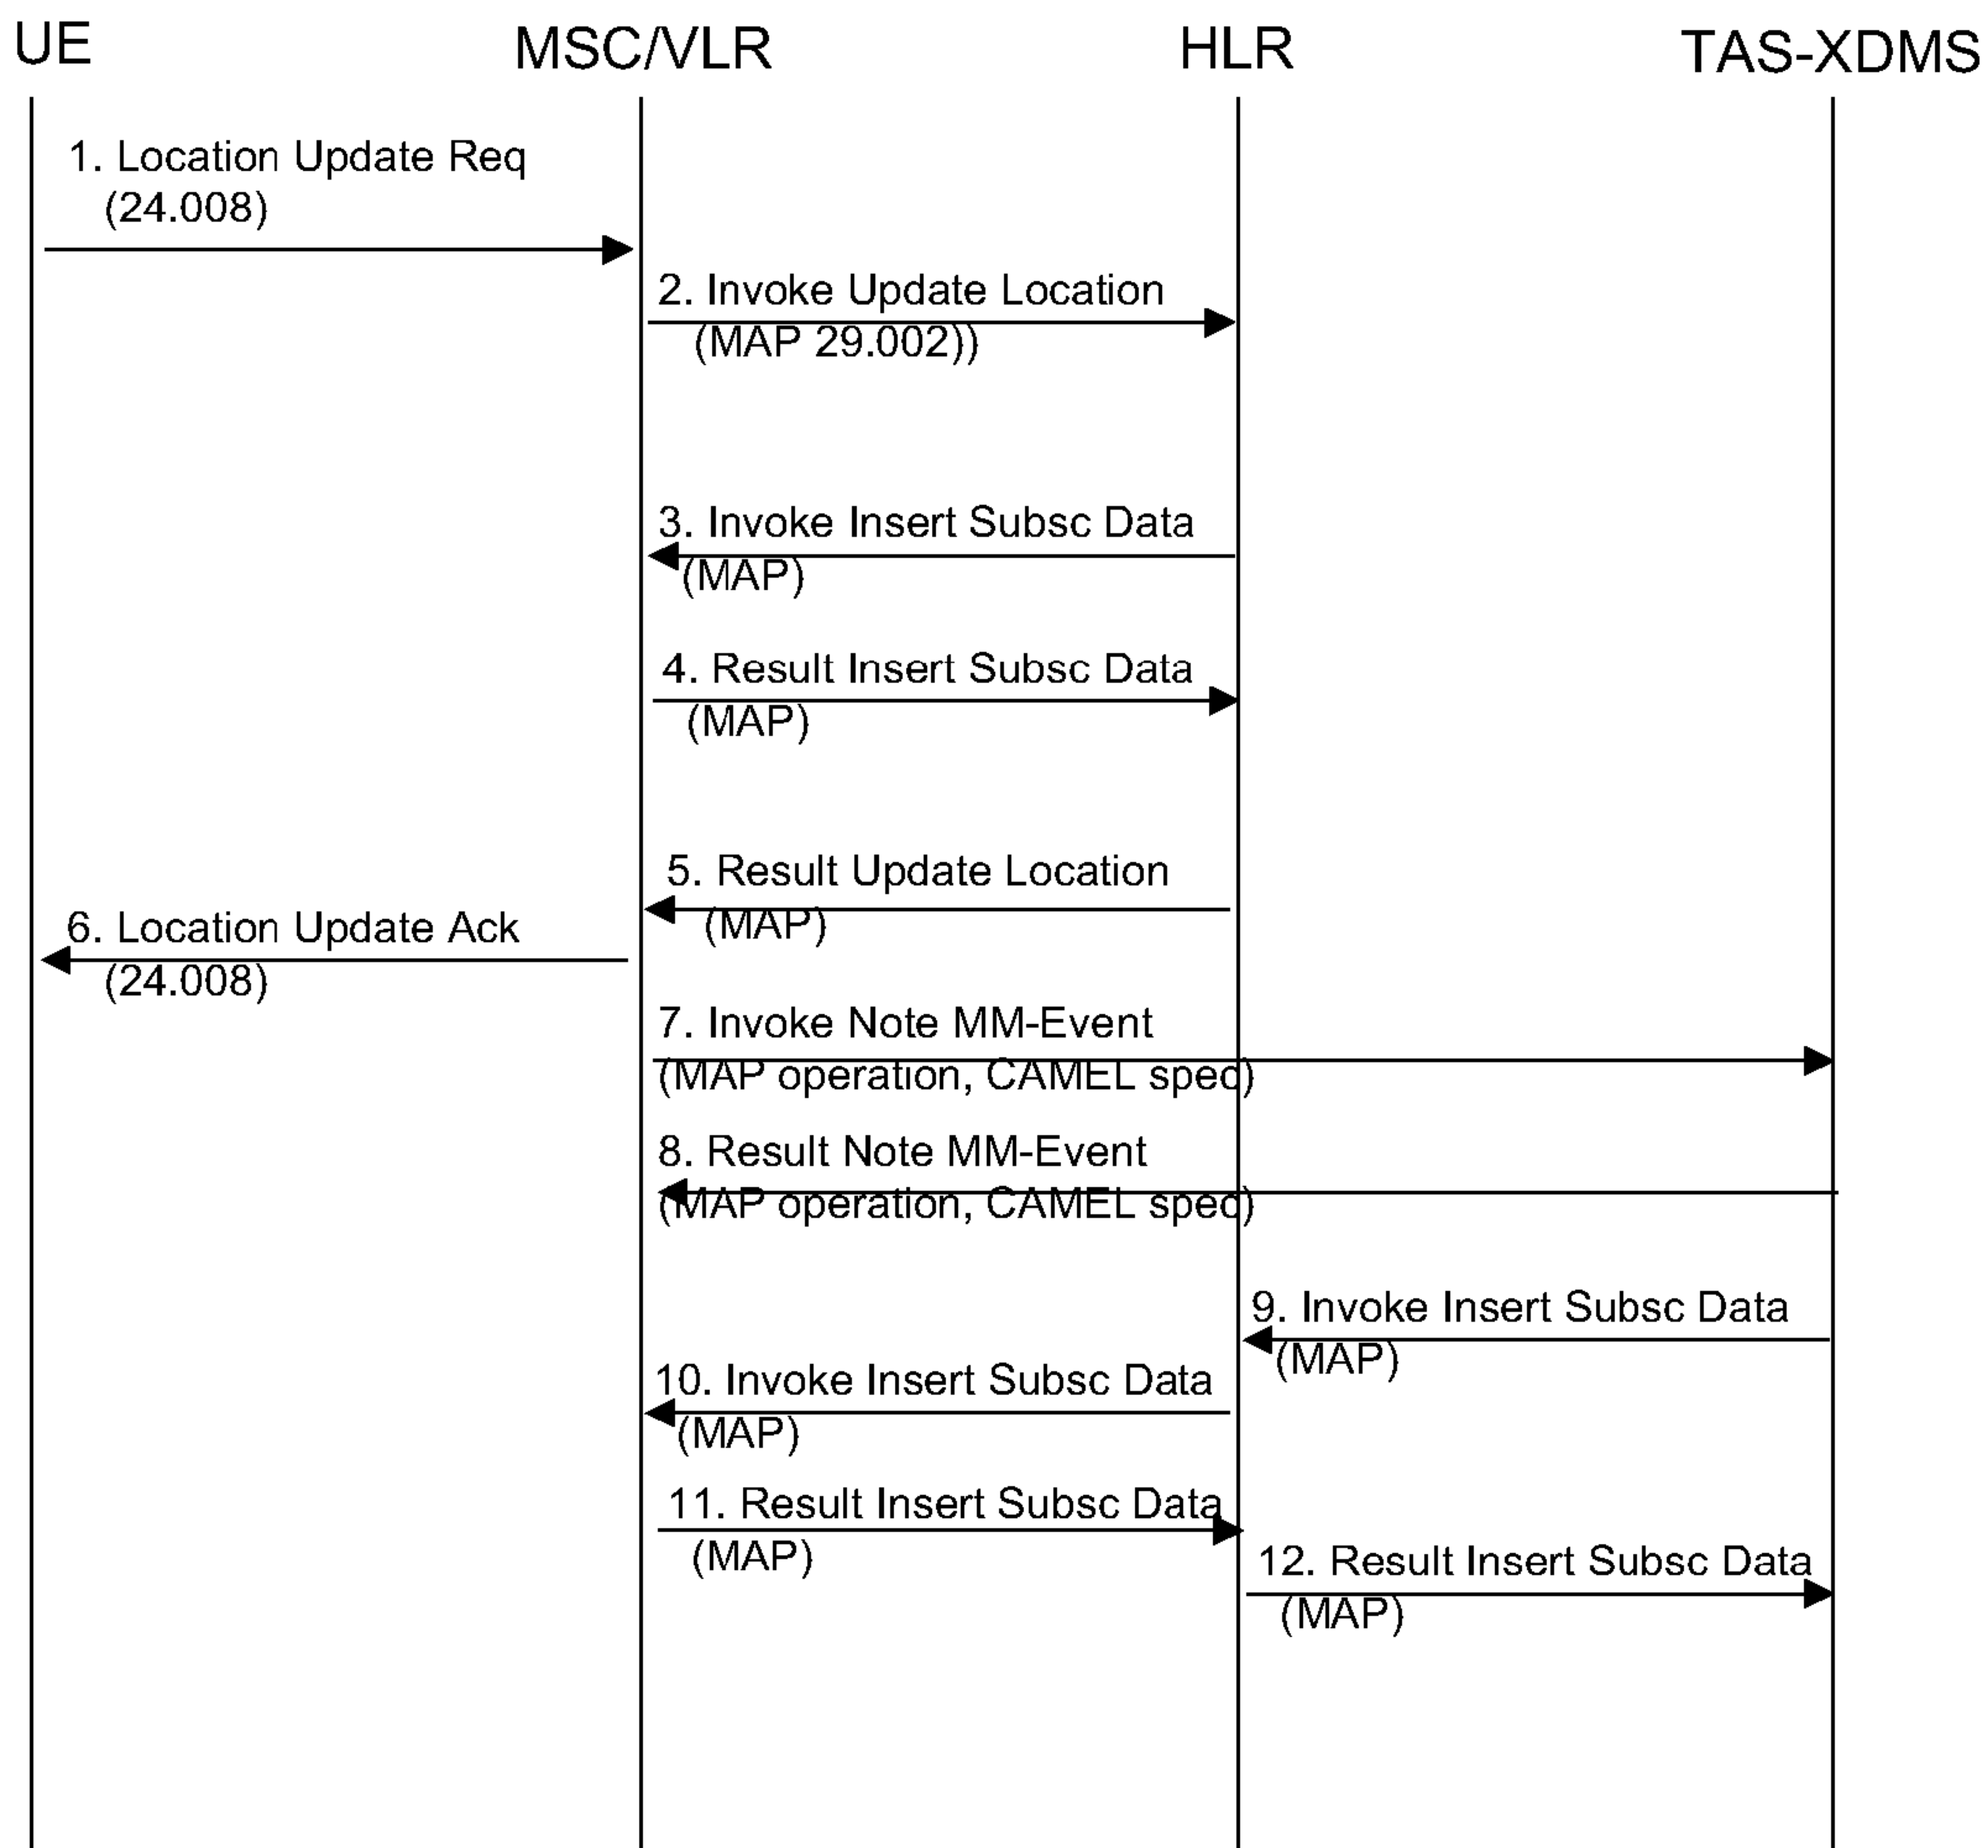 UE
MSC/VLR
HLR
TAS-XDMS
1. Location Update Req
(24.008)
2. Invoke Update Location
(MAP 29.002))
3. Invoke Insert Subsc Data
(MAP)
4. Result Insert Subsc Data
(MAP)
5. Result Update Location
(MAP)
6. Location Update Ack
(24.008)
7. Invoke Note MM-Event
(MAP operation, CAMEL spec)
8. Result Note MM-Event
(MAP operation, CAMEL spec)
9. Invoke Insert Subsc Data
(MAP)
10. Invoke Insert Subsc Data
(MAP)
11. Result Insert Subsc Data
(MAP)
12. Result Insert Subsc Data
(MAP)